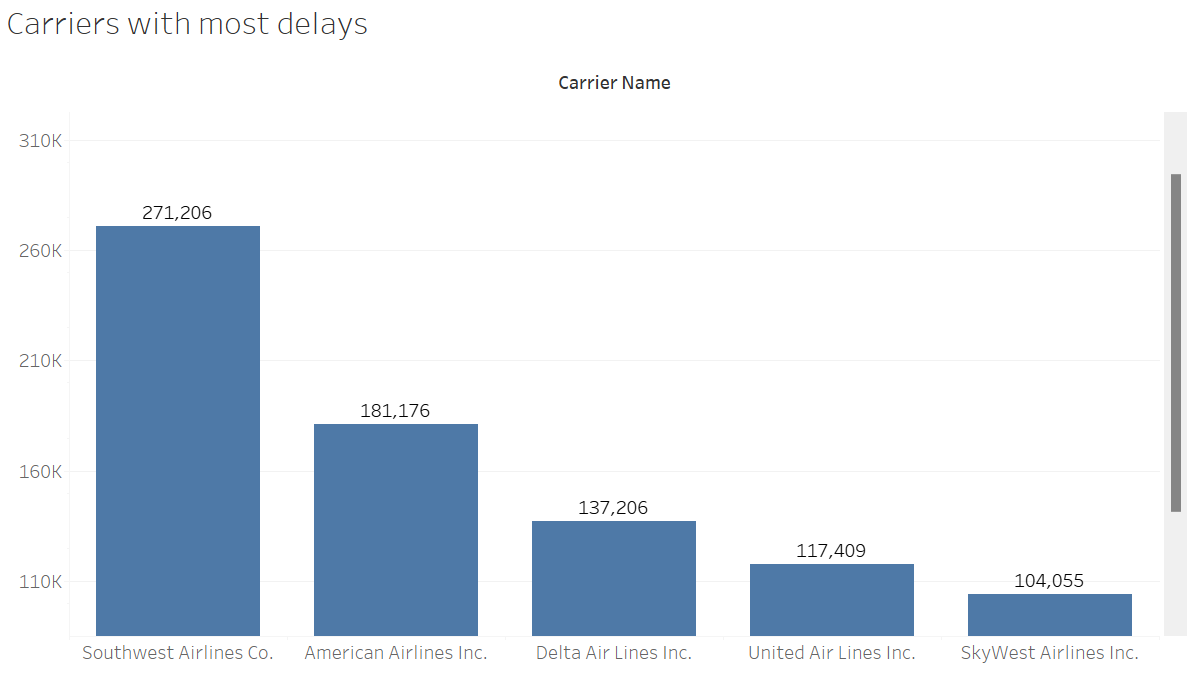 Carriers with most delays
Carrier Name
310K
260K
210K
160K
110K
271,206
181,176
137,206
117,409
104,055
Southwest Airlines Co.
American Airlines Inc.
Delta Air Lines Inc.
United Air Lines Inc.
SkyWest Airlines Inc.